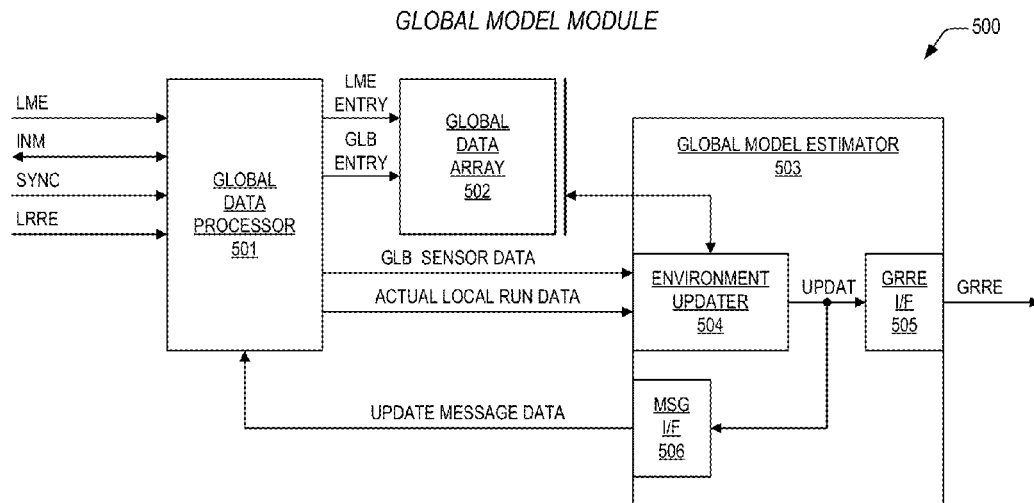 GLOBAL MODEL MODULE
500
LME
INM
SYNC
LRRE
GLOBAL
DATA
PROCESSOR
501
LME
ENTRY
GLB
ENTRY
GLOBAL
DATA
ARRAY
502
GLOBAL MODEL ESTIMATOR
503
GLB SENSOR DATA
ACTUAL LOCAL RUN DATA
ENVIRONMENT
UPDATER
504
UPDAT
GRRE
I/F
505
GRRE
UPDATE MESSAGE DATA
MSG
I/F
506